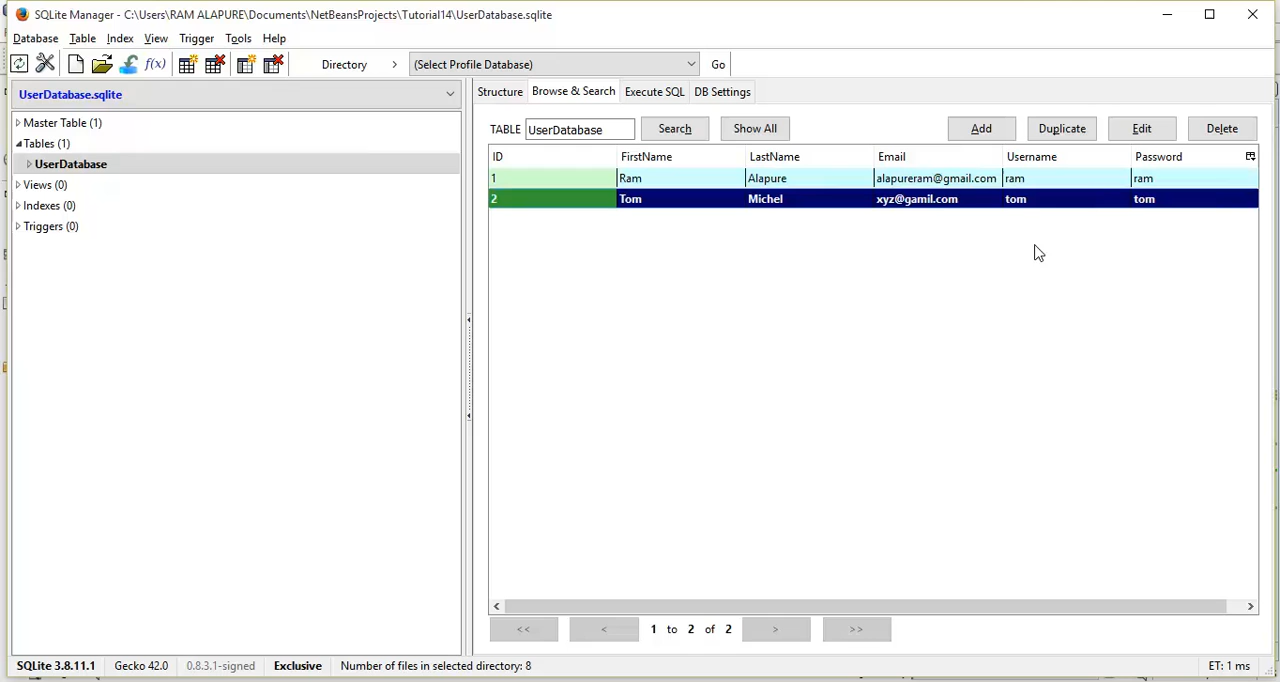 SQLite Manager - C:\Users\RAM ALAPURE\Documents\NetBeansProjects\Tutorial14\UserDatabase.sqlite
Database Table Index View Trigger Tools Help
f(x) Directory > (Select Profile Database) Go
UserDatabase.sqlite
Master Table (1)
Tables (1)
UserDatabase
Views (0)
Indexes (0)
Triggers (0)
Structure Browse & Search Execute SQL DB Settings
TABLE UserDatabase Search Show All Add Duplicate Edit Delete
ID FirstName LastName Email Username Password
1 Ram Alapure alapureram@gmail.com ram ram
2 Tom Michel xyz@gamil.com tom tom
<< < 1 to 2 of 2 > >>
SQLite 3.8.11.1 Gecko 42.0 0.8.3.1-signed Exclusive Number of files in selected directory: 8 ET: 1 ms